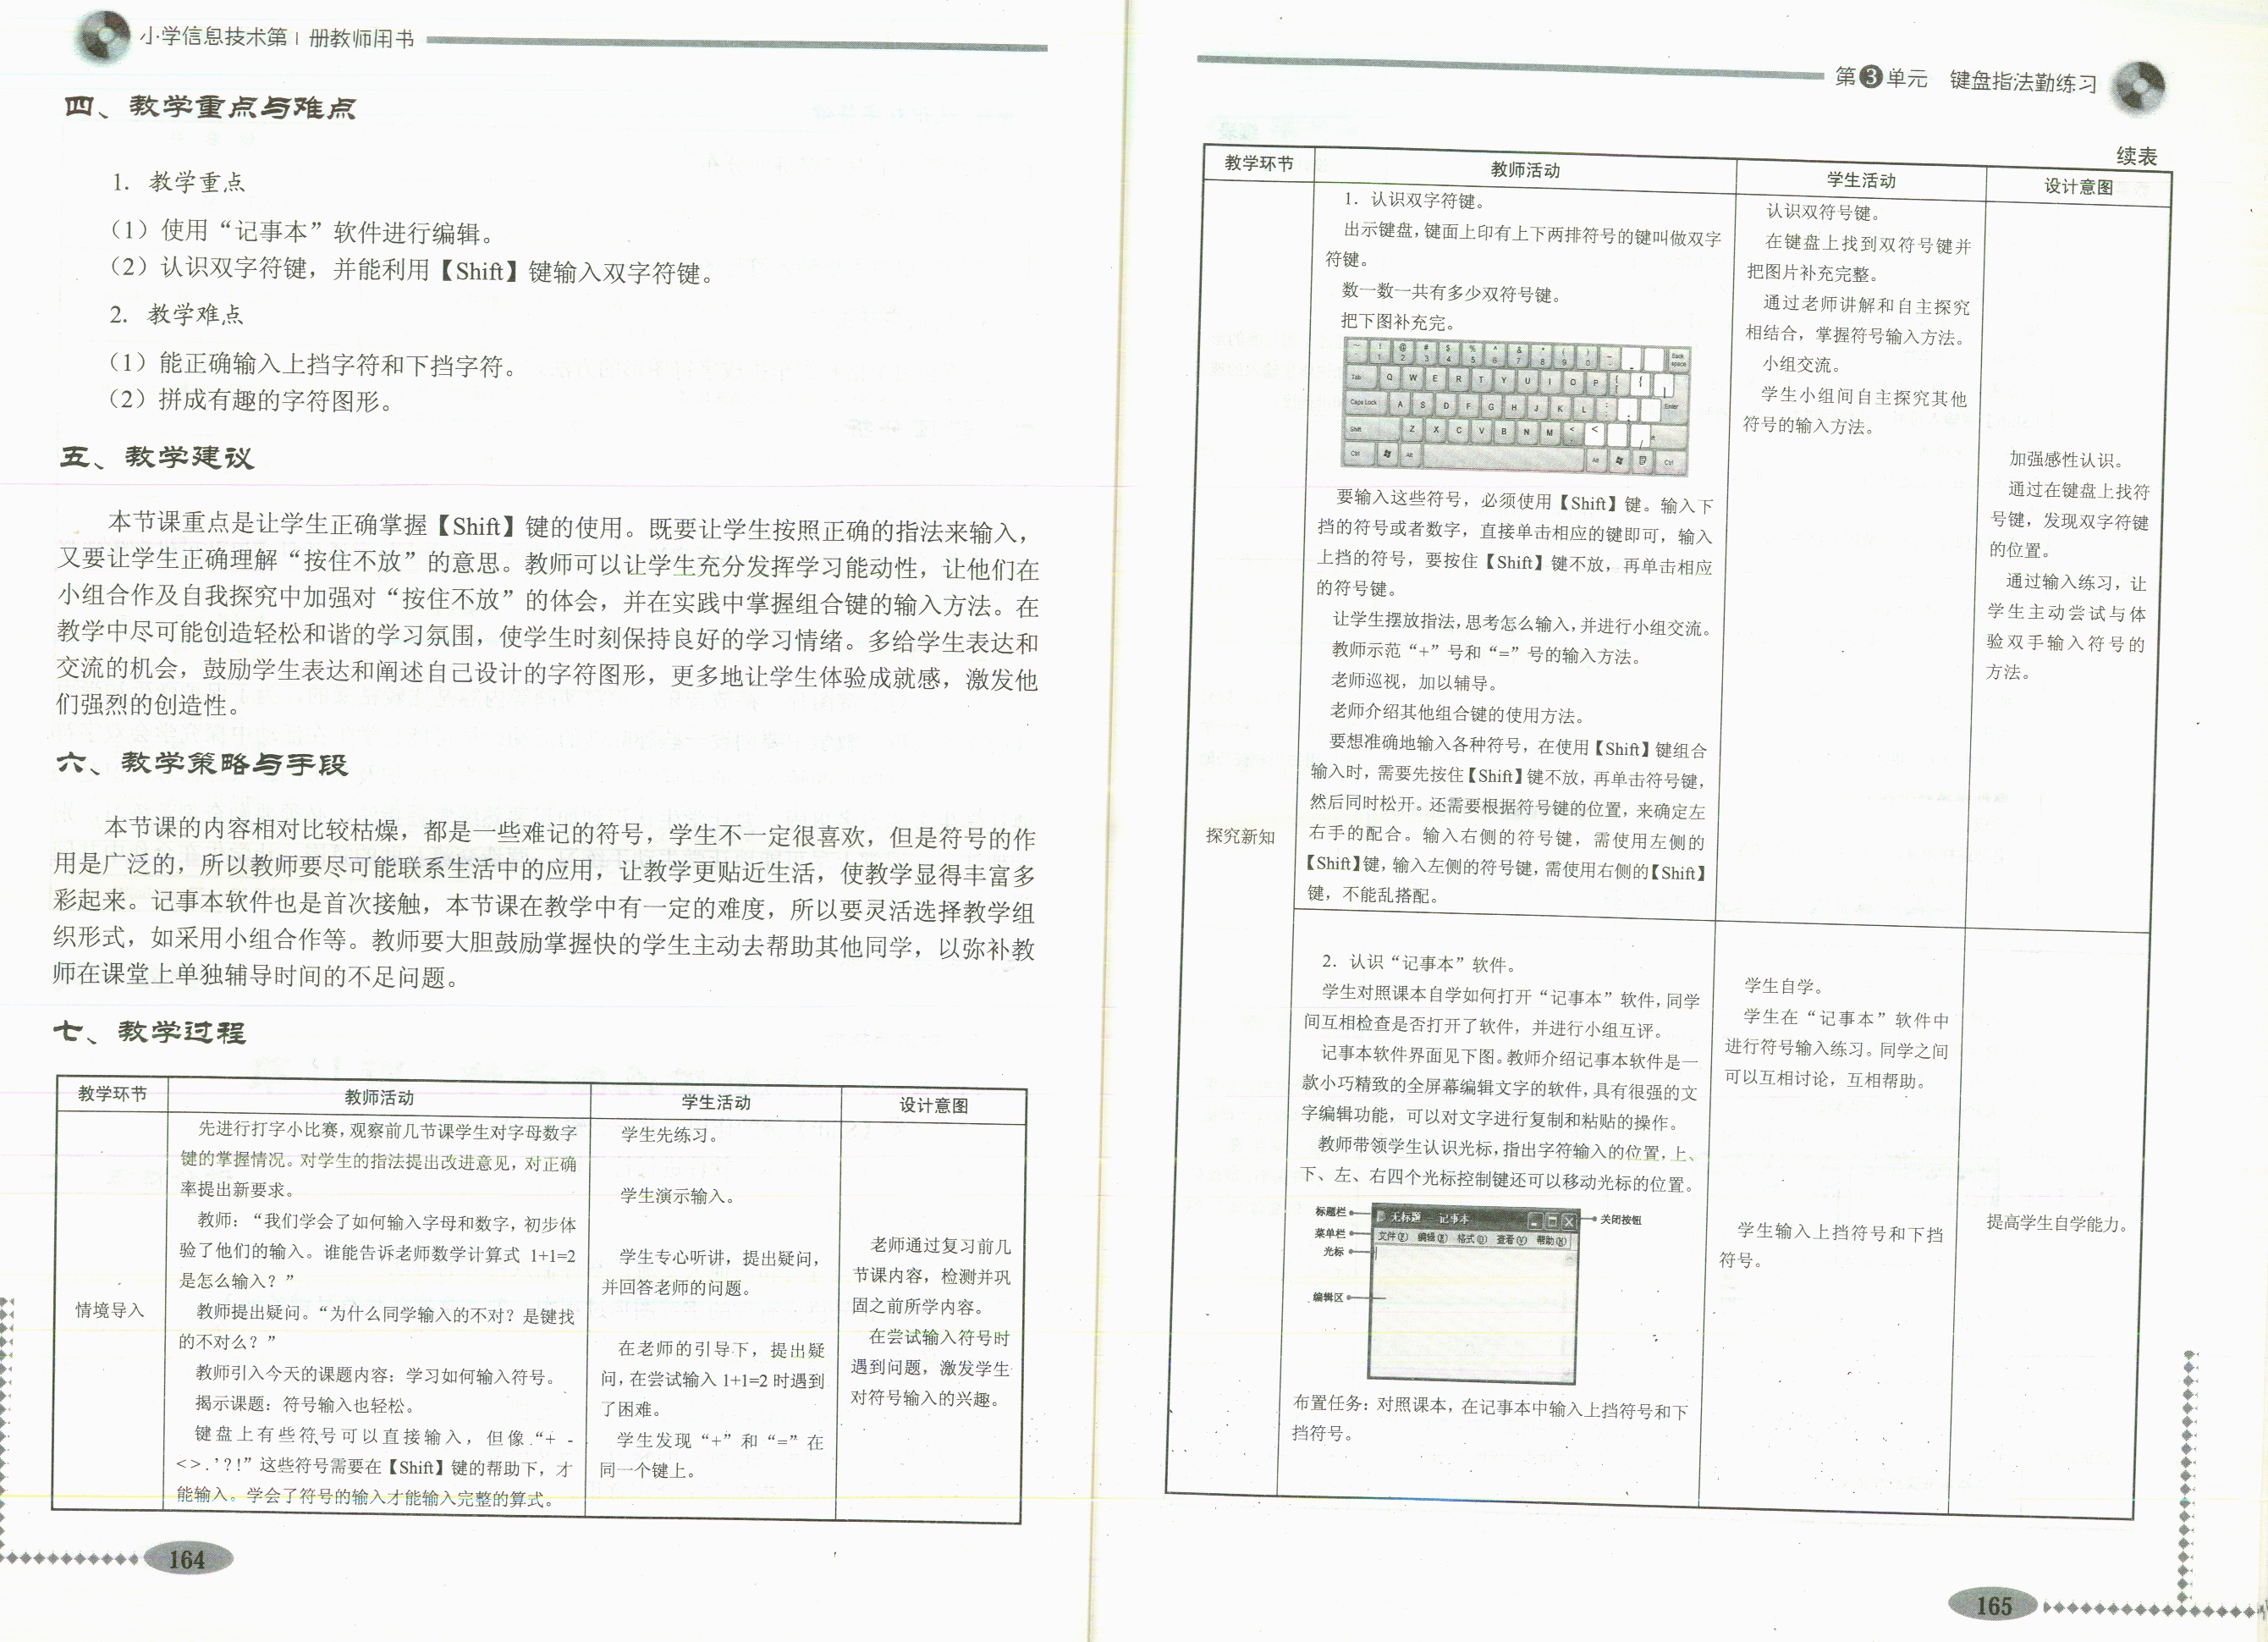 小学信息技术第1册教师用书
四、教学重点与难点
1. 教学重点
（1）使用“记事本”软件进行编辑。
（2）认识双字符键，并能利用【Shift】键输入双字符键。
2. 教学难点
（1）能正确输入上挡字符和下挡字符。
（2）拼成有趣的字符图形。
五、教学建议
本节课重点是让学生正确掌握【Shift】键的使用。既要让学生按照正确的指法来输入，
又要让学生正确理解“按住不放”的意思。教师可以让学生充分发挥学习能动性，让他们在
小组合作及自我探究中加强对“按住不放”的体会，并在实践中掌握组合键的输入方法。在
教学中尽可能创造轻松和谐的学习氛围，使学生时刻保持良好的学习情绪。多给学生表达和
交流的机会，鼓励学生表达和阐述自己设计的字符图形，更多地让学生体验成就感，激发他
们强烈的创造性。
六、教学策略与手段
本节课的内容相对比较枯燥，都是一些难记的符号，学生不一定很喜欢，但是符号的作
用是广泛的，所以教师要尽可能联系生活中的应用，让教学更贴近生活，使教学显得丰富多
彩起来。记事本软件也是首次接触，本节课在教学中有一定的难度，所以要灵活选择教学组
织形式，如采用小组合作等。教师要大胆鼓励掌握快的学生主动去帮助其他同学，以弥补教
师在课堂上单独辅导时间的不足问题。
七、教学过程
教学环节
教师活动
学生活动
设计意图
情境导入
先进行打字小比赛，观察前几节课学生对字母数字
键的掌握情况。对学生的指法提出改进意见，对正确
率提出新要求。
教师：“我们学会了如何输入字母和数字，初步体
验了他们的输入。谁能告诉老师数学计算式 1+1=2
是怎么输入？”
教师提出疑问。“为什么同学输入的不对？是键找
的不对么？”
教师引入今天的课题内容：学习如何输入符号。
揭示课题：符号输入也轻松。
键盘上有些符号可以直接输入，但像“+ -
< > . ' ? !”这些符号需要在【Shift】键的帮助下，才
能输入。学会了符号的输入才能输入完整的算式。
学生先练习。
学生演示输入。
学生专心听讲，提出疑问，
并回答老师的问题。
在老师的引导下，提出疑
问，在尝试输入 1+1=2 时遇到
了困难。
学生发现“+”和“=”在
同一个键上。
老师通过复习前几
节课内容，检测并巩
固之前所学内容。
在尝试输入符号时
遇到问题，激发学生
对符号输入的兴趣。
164
第3单元 键盘指法勤练习
续表
教学环节
教师活动
学生活动
设计意图
探究新知
1．认识双字符键。
出示键盘，键面上印有上下两排符号的键叫做双字
符键。
数一数一共有多少双符号键。
把下图补充完。
~ ! @ # $ % ^ & * ( ) Back
1 2 3 4 5 6 7 8 9 0 space
Tab Q W E R T Y U I O P
Caps Lock A S D F G H J K L Enter
Shift Z X C V B N M < <
Ctrl Alt Alt Ctrl
要输入这些符号，必须使用【Shift】键。输入下
挡的符号或者数字，直接单击相应的键即可，输入
上挡的符号，要按住【Shift】键不放，再单击相应
的符号键。
让学生摆放指法，思考怎么输入，并进行小组交流。
教师示范“+”号和“=”号的输入方法。
老师巡视，加以辅导。
老师介绍其他组合键的使用方法。
要想准确地输入各种符号，在使用【Shift】键组合
输入时，需要先按住【Shift】键不放，再单击符号键，
然后同时松开。还需要根据符号键的位置，来确定左
右手的配合。输入右侧的符号键，需使用左侧的
【Shift】键，输入左侧的符号键，需使用右侧的【Shift】
键，不能乱搭配。
认识双符号键。
在键盘上找到双符号键并
把图片补充完整。
通过老师讲解和自主探究
相结合，掌握符号输入方法。
小组交流。
学生小组间自主探究其他
符号的输入方法。
加强感性认识。
通过在键盘上找符
号键，发现双字符键
的位置。
通过输入练习，让
学生主动尝试与体
验双手输入符号的
方法。
2．认识“记事本”软件。
学生对照课本自学如何打开“记事本”软件，同学
间互相检查是否打开了软件，并进行小组互评。
记事本软件界面见下图。教师介绍记事本软件是一
款小巧精致的全屏幕编辑文字的软件，具有很强的文
字编辑功能，可以对文字进行复制和粘贴的操作。
教师带领学生认识光标，指出字符输入的位置，上、
下、左、右四个光标控制键还可以移动光标的位置。
标题栏
菜单栏
光标
编辑区
无标题 - 记事本
文件(F) 编辑(E) 格式(O) 查看(V) 帮助(H)
关闭按钮
布置任务：对照课本，在记事本中输入上挡符号和下
挡符号。
学生自学。
学生在“记事本”软件中
进行符号输入练习。同学之间
可以互相讨论，互相帮助。
学生输入上挡符号和下挡
符号。
提高学生自学能力。
165